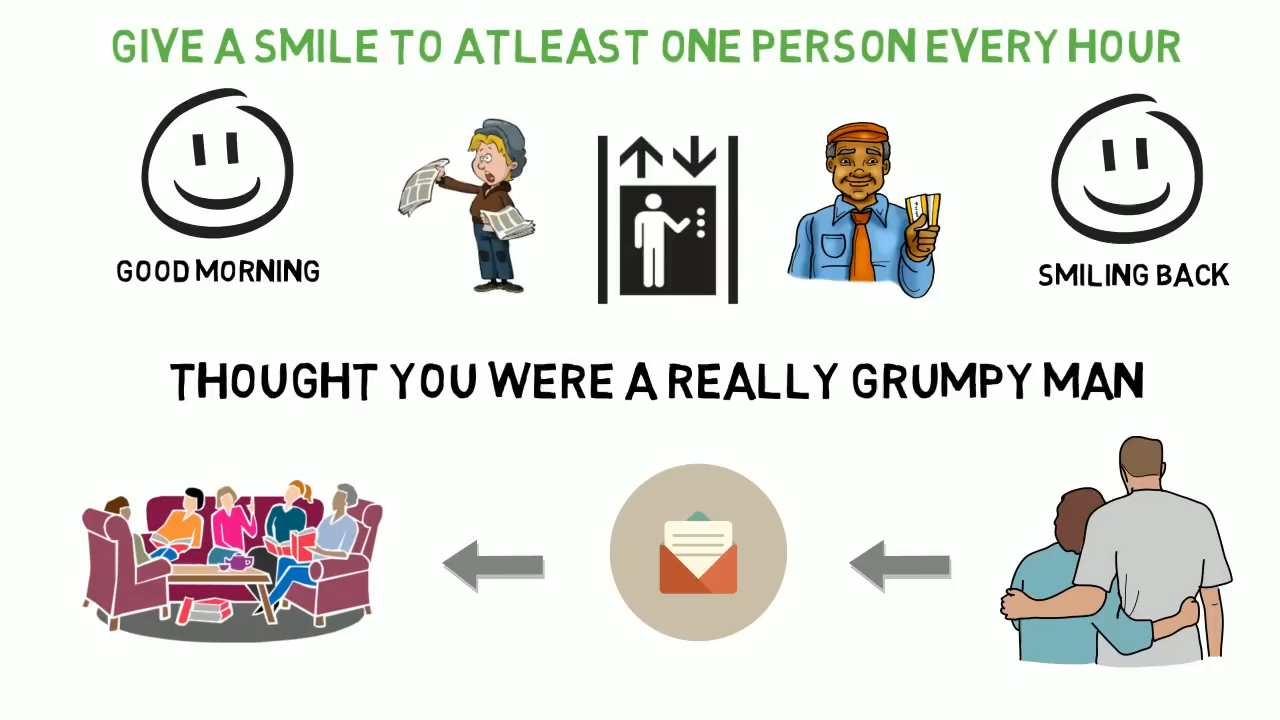 GIVE A SMILE TO ATLEAST ONE PERSON EVERY HOUR
GOOD MORNING
SMILING BACK
THOUGHT YOU WERE A REALLY GRUMPY MAN